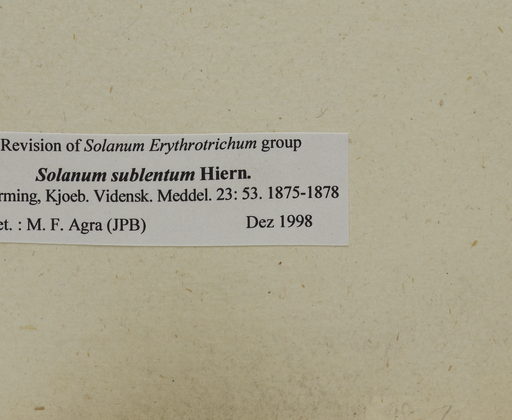 Revision of Solanum Erythrotrichum group
Solanum sublentum Hiern.
rming, Kjoeb. Vidensk. Meddel. 23: 53. 1875-1878
et. : M. F. Agra (JPB) Dez 1998